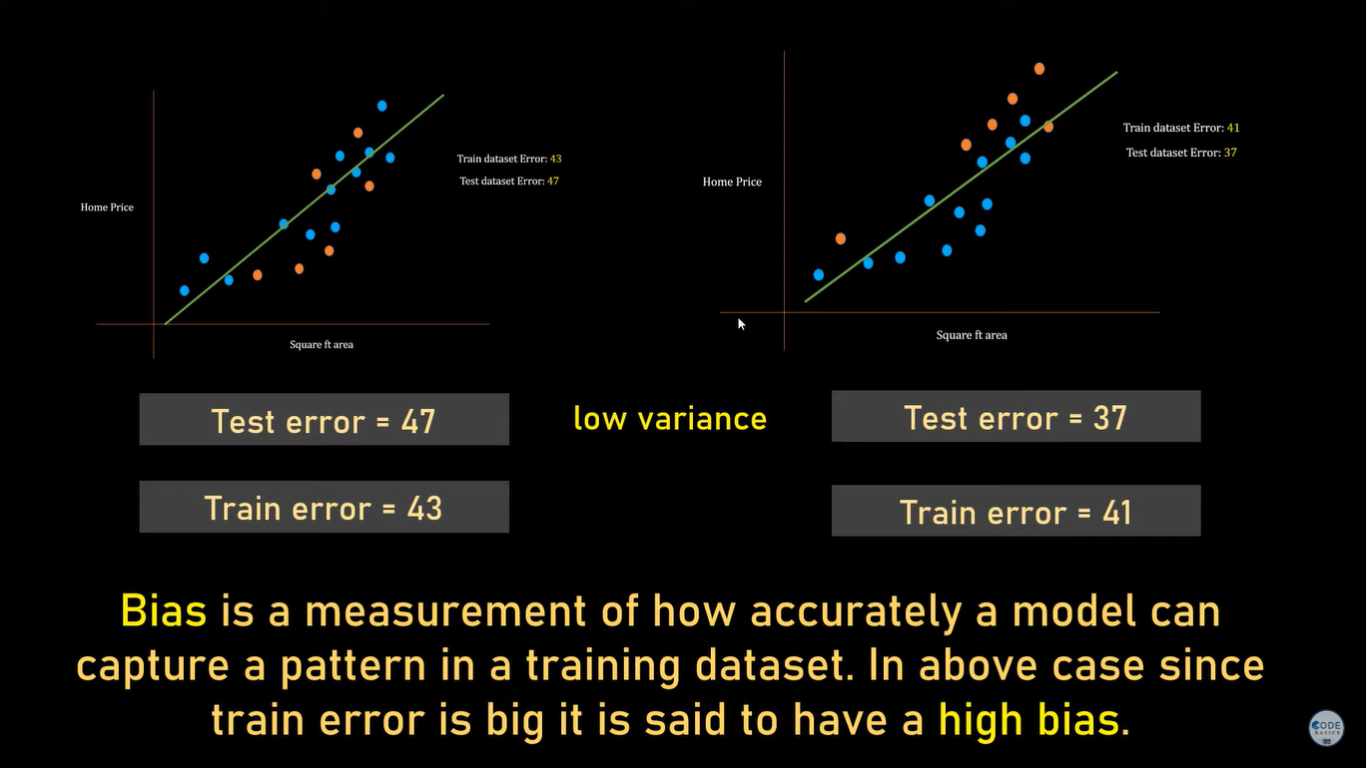 Train dataset Error: 43
Test dataset Error: 47
Home Price
Square ft area
Train dataset Error: 41
Test dataset Error: 37
Home Price
Square ft area
Test error = 47
low variance
Test error = 37
Train error = 43
Train error = 41
Bias is a measurement of how accurately a model can
capture a pattern in a training dataset. In above case since
train error is big it is said to have a high bias.
CODE
BASICS